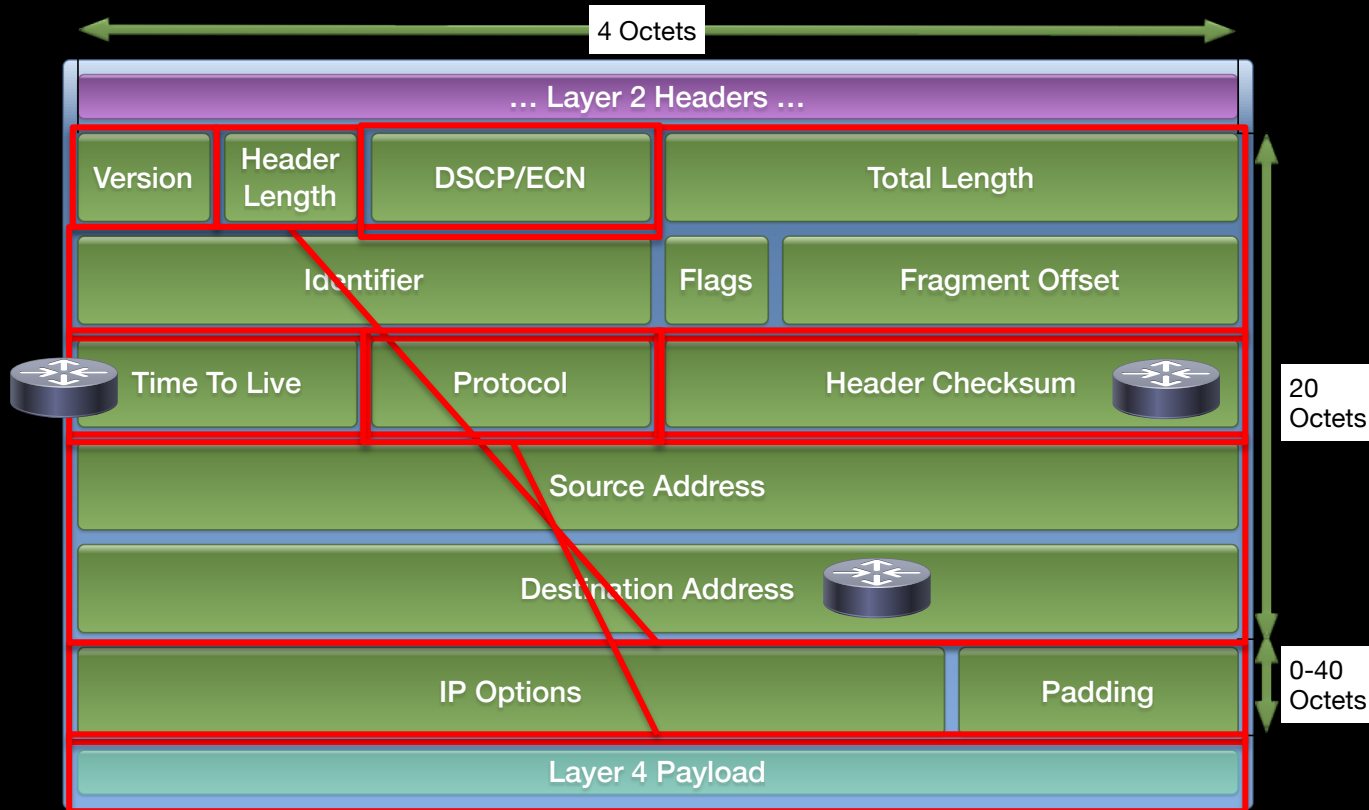 4 Octets
... Layer 2 Headers ...
Version
Header
Length
DSCP/ECN
Total Length
Identifier
Flags
Fragment Offset
Time To Live
Protocol
Header Checksum
20
Octets
Source Address
Destination Address
IP Options
Padding
0-40
Octets
Layer 4 Payload